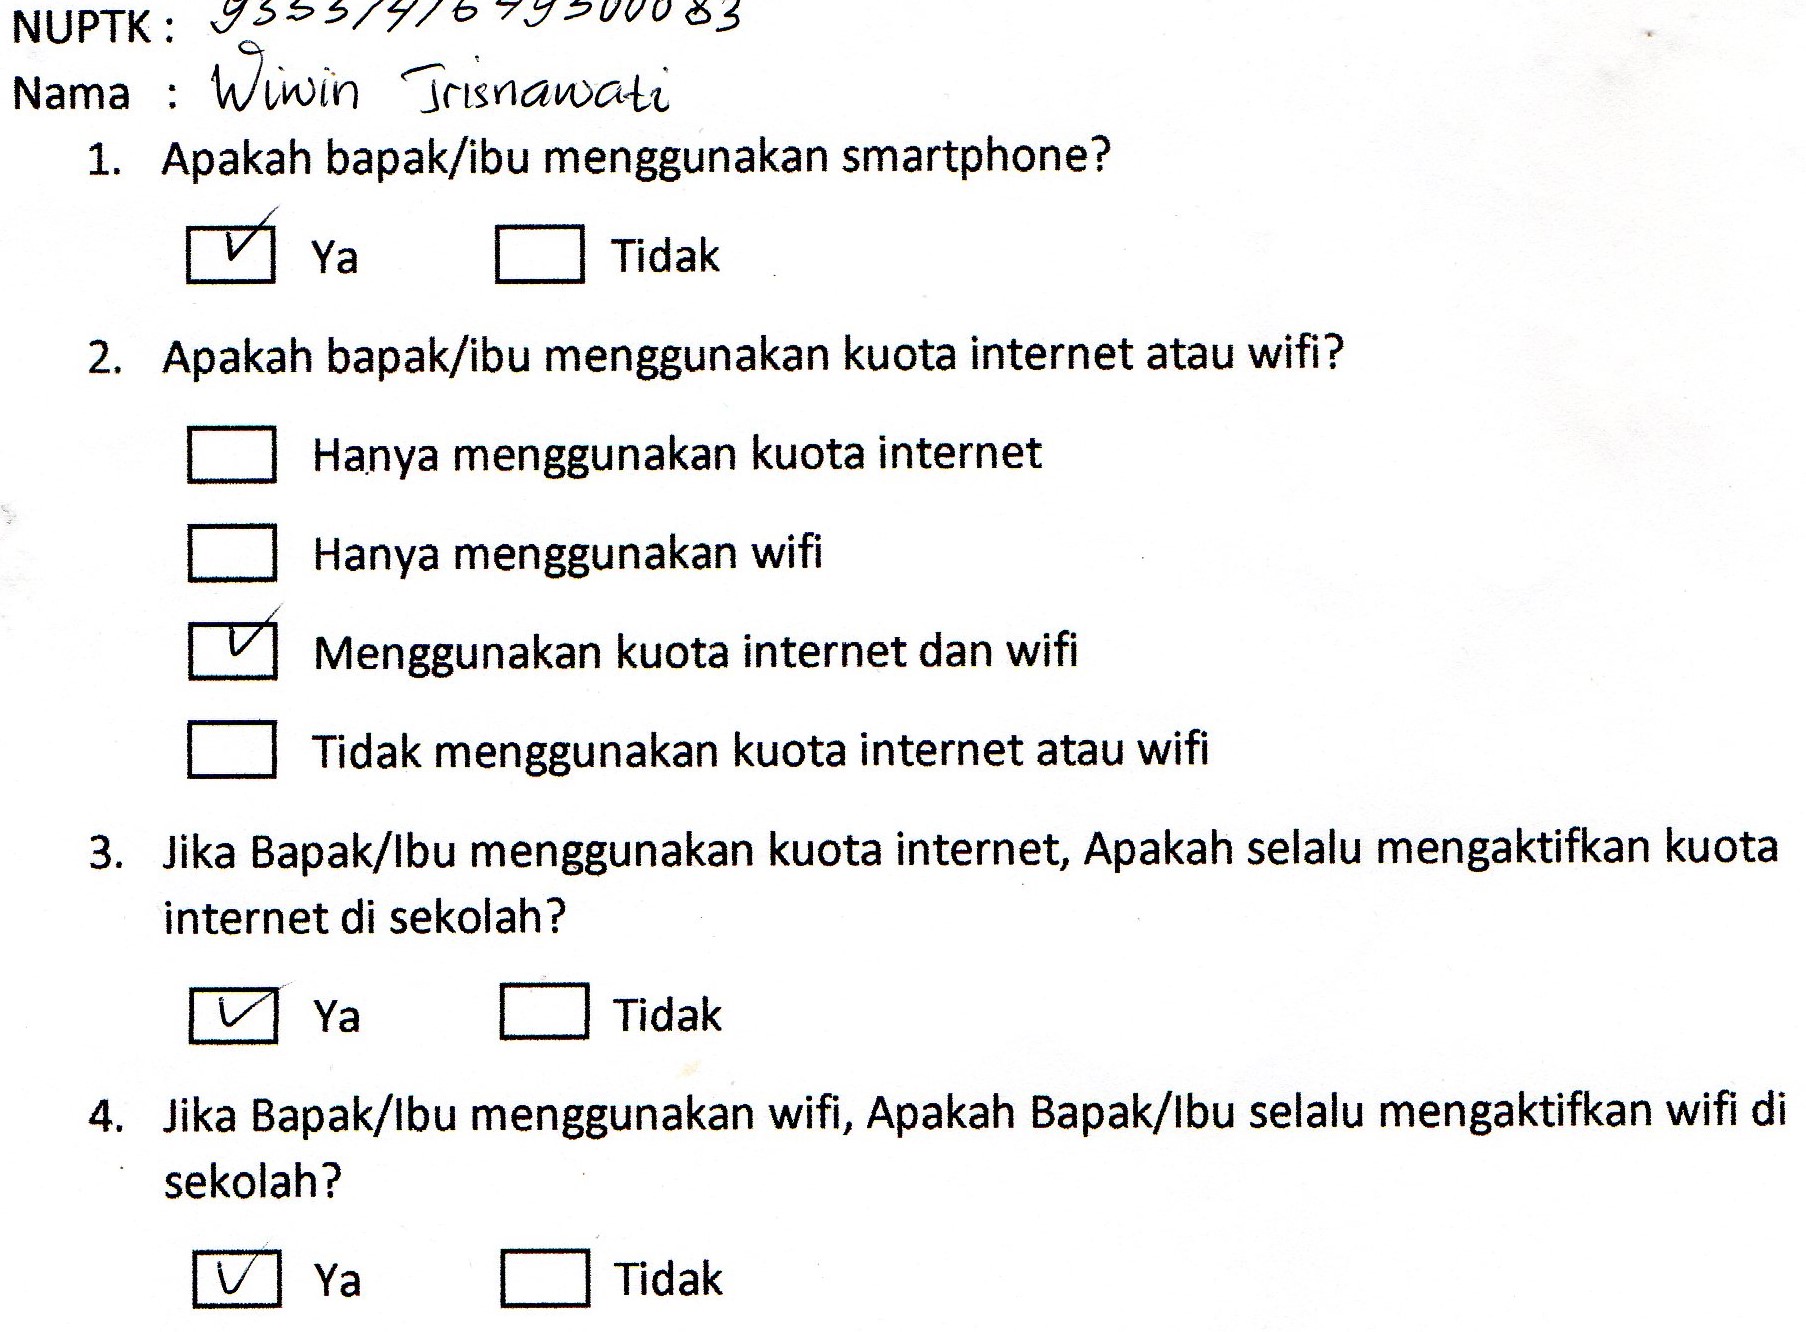 NUPTK :
Nama : Wiwin Trisnawati
1. Apakah bapak/ibu menggunakan smartphone?
Ya Tidak
2. Apakah bapak/ibu menggunakan kuota internet atau wifi?
Hanya menggunakan kuota internet
Hanya menggunakan wifi
Menggunakan kuota internet dan wifi
Tidak menggunakan kuota internet atau wifi
3. Jika Bapak/Ibu menggunakan kuota internet, Apakah selalu mengaktifkan kuota
internet di sekolah?
Ya Tidak
4. Jika Bapak/Ibu menggunakan wifi, Apakah Bapak/Ibu selalu mengaktifkan wifi di
sekolah?
Ya Tidak